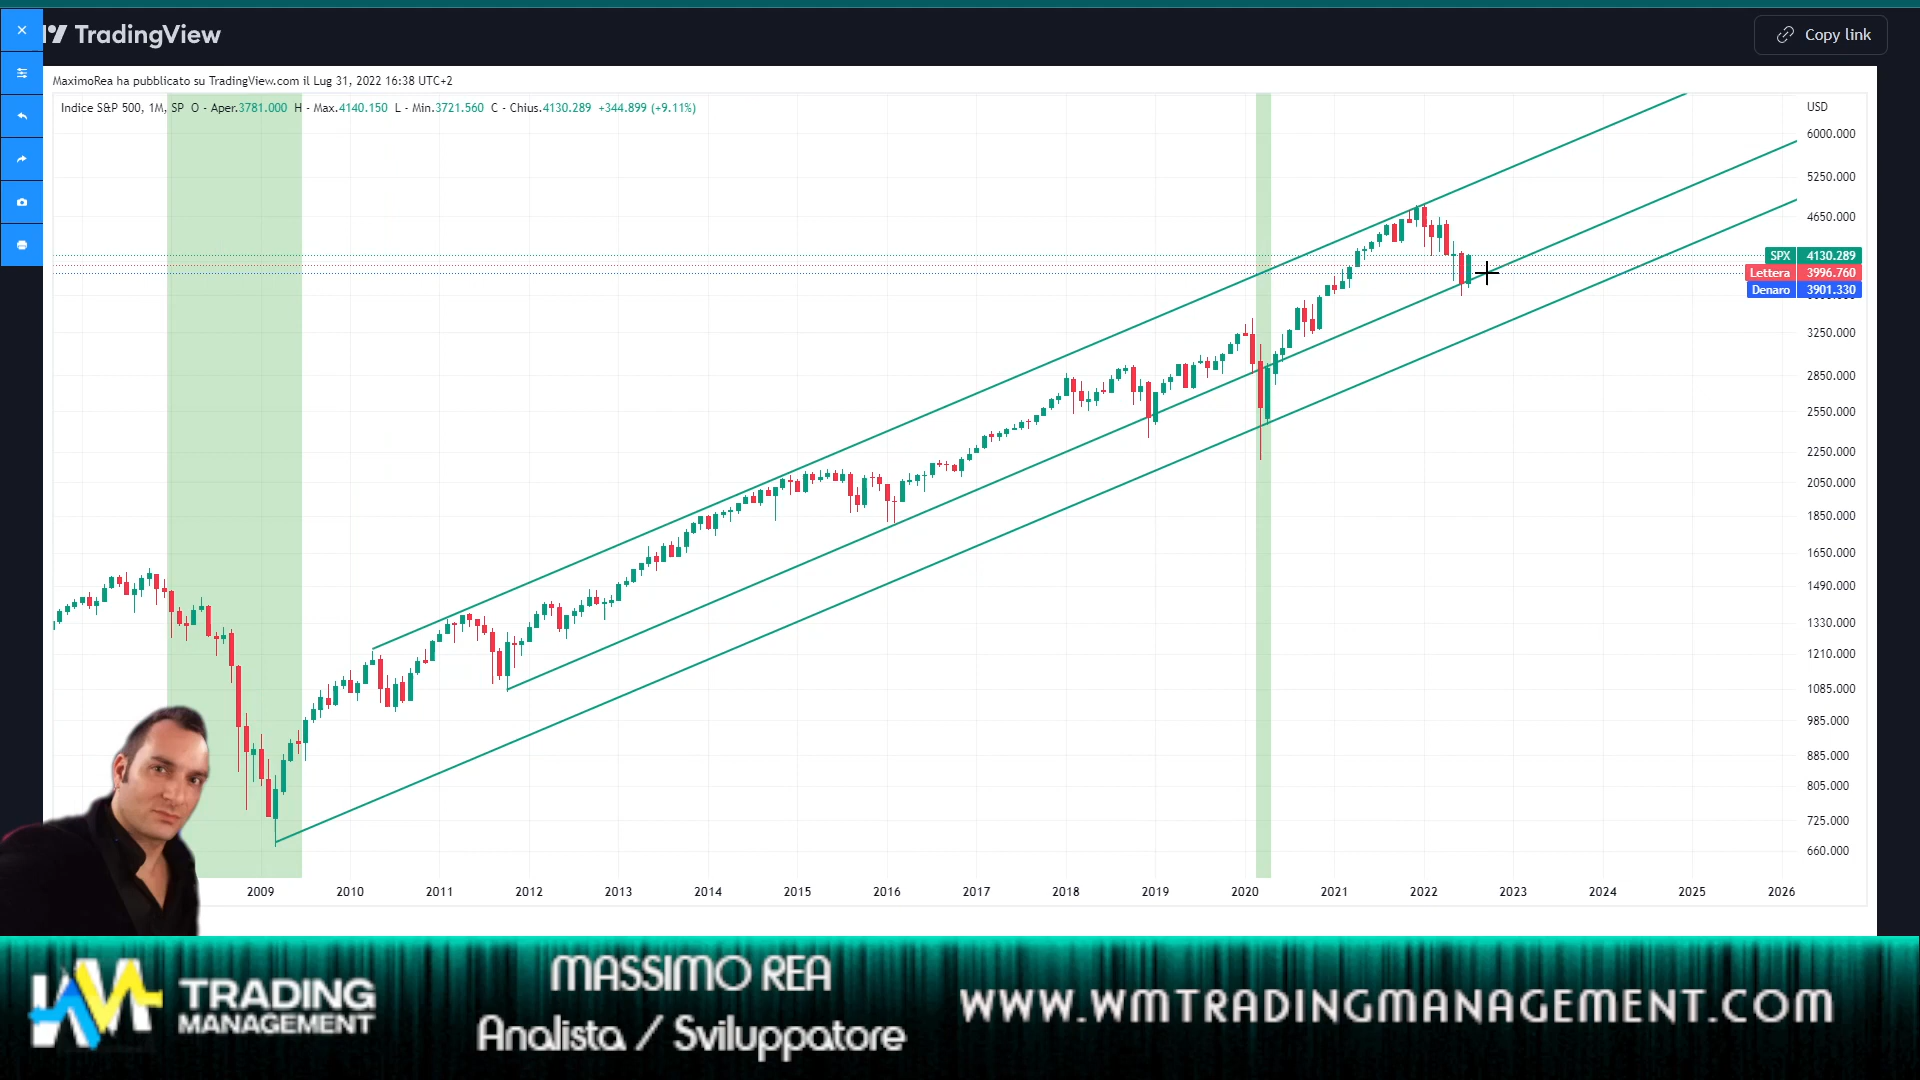 TradingView
Copy link
MaximoRea ha pubblicato su TradingView.com il Lug 31, 2022 16:38 UTC+2
Indice S&P 500, 1M, SP O - Aper.3781.000 H - Max.4140.150 L - Min.3721.560 C - Chius.4130.289 +344.899 (+9.11%)
USD
6000.000
5250.000
4650.000
SPX 4130.289
Lettera 3996.760
Denaro 3901.330
3250.000
2850.000
2550.000
2250.000
2050.000
1850.000
1650.000
1490.000
1330.000
1210.000
1085.000
985.000
885.000
805.000
725.000
660.000
2009 2010 2011 2012 2013 2014 2015 2016 2017 2018 2019 2020 2021 2022 2023 2024 2025 2026
TRADING
MANAGEMENT
MASSIMO REA
Analista / Sviluppatore
WWW.WMTRADINGMANAGEMENT.COM